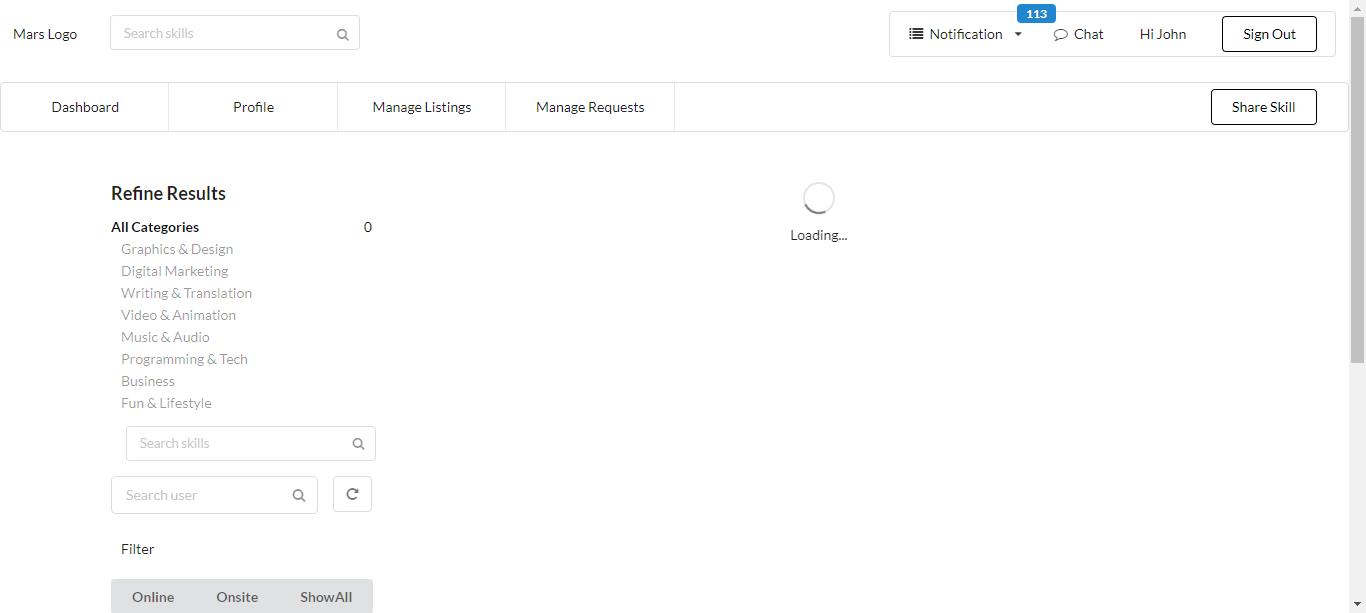 113
Mars Logo
Search skills
Notification
Chat
Hi John
Sign Out
Dashboard
Profile
Manage Listings
Manage Requests
Share Skill
Refine Results
All Categories 0
Graphics & Design
Digital Marketing
Writing & Translation
Video & Animation
Music & Audio
Programming & Tech
Business
Fun & Lifestyle
Search skills
Search user
Filter
Online
Onsite
ShowAll
Loading...